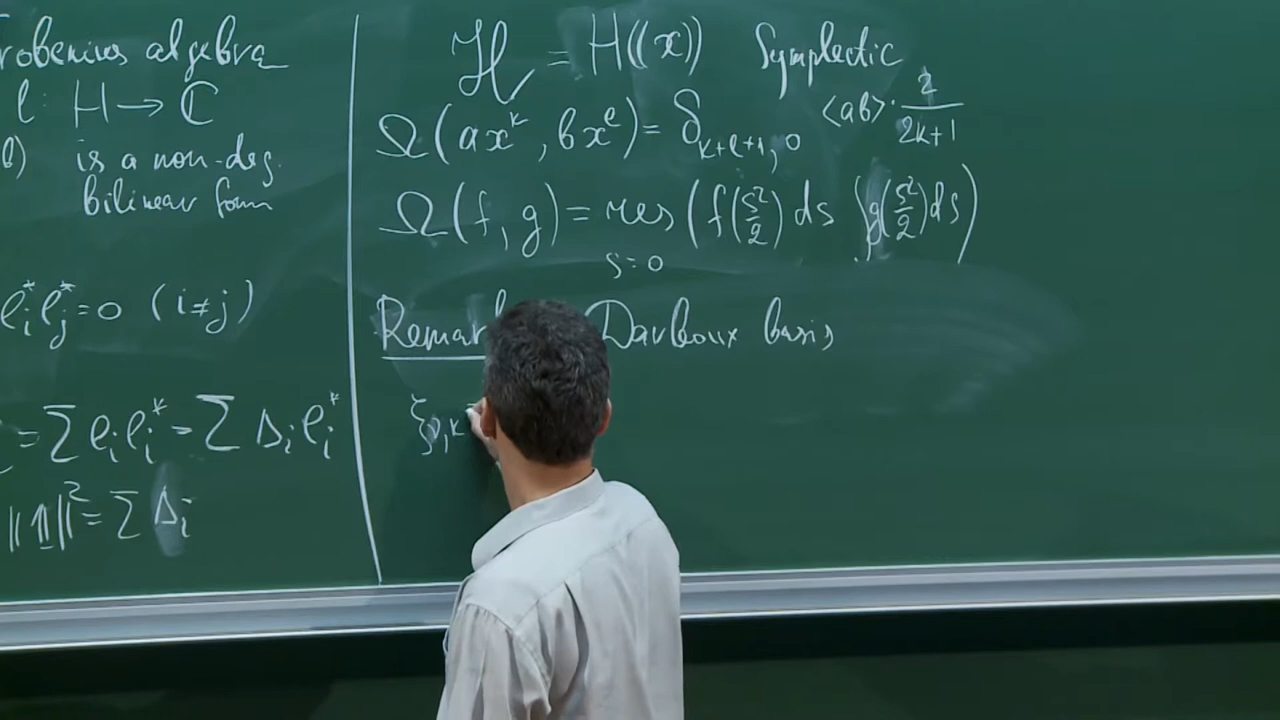 robenius algebra
l: H → ℂ
is a non-deg.
bilinear form
e_i^* e_j^* = 0 (i≠j)
= Σ e_i e_i^* = Σ Δ_i e_i^*
‖𝟙‖² = Σ Δ_i
ℋ = H((x)) Symplectic
Ω(ax^k, bx^l) = δ_{k+l+1, 0} <ab>· 2/(2k+1)
Ω(f, g) = res_{s=0} (f(s²/2) ds ∫g(s²/2) ds)
Remark Darboux basis
ξ_{ν,k}